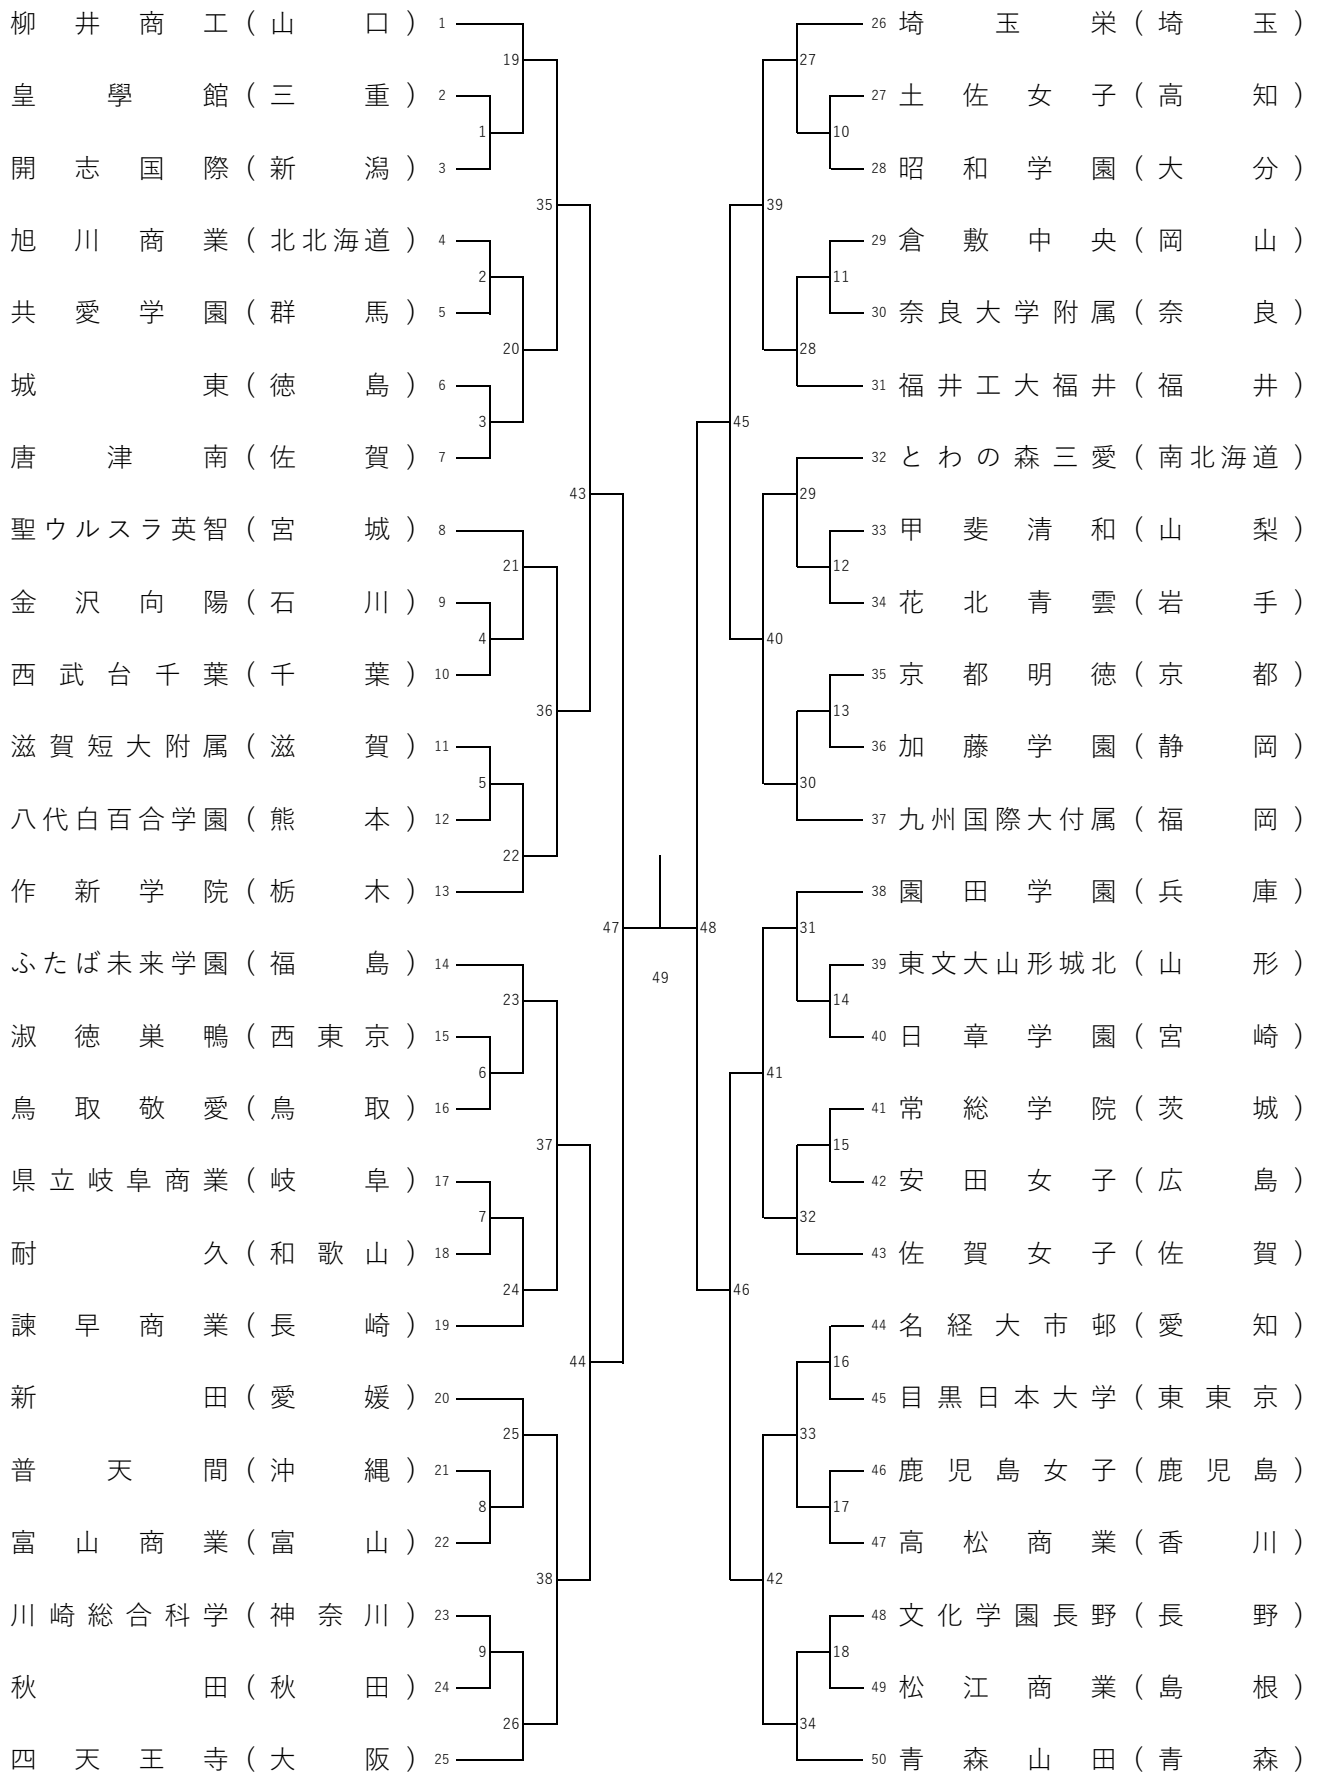 柳井商工(山口) 1
19
皇學館(三重) 2
1
開志国際(新潟) 3
35
旭川商業(北北海道) 4
2
共愛学園(群馬) 5
20
城東(徳島) 6
3
唐津南(佐賀) 7
43
聖ウルスラ英智(宮城) 8
21
金沢向陽(石川) 9
4
西武台千葉(千葉) 10
36
滋賀短大附属(滋賀) 11
5
八代白百合学園(熊本) 12
22
作新学院(栃木) 13
47
ふたば未来学園(福島) 14
23
淑徳巣鴨(西東京) 15
6
鳥取敬愛(鳥取) 16
37
県立岐阜商業(岐阜) 17
7
耐久(和歌山) 18
24
諫早商業(長崎) 19
44
新田(愛媛) 20
25
普天間(沖縄) 21
8
富山商業(富山) 22
38
川崎総合科学(神奈川) 23
9
秋田(秋田) 24
26
四天王寺(大阪) 25
49
26 埼玉栄(埼玉)
27
27 土佐女子(高知)
10
28 昭和学園(大分)
39
29 倉敷中央(岡山)
11
30 奈良大学附属(奈良)
28
31 福井工大福井(福井)
45
32 とわの森三愛(南北海道)
29
33 甲斐清和(山梨)
12
34 花北青雲(岩手)
40
35 京都明徳(京都)
13
36 加藤学園(静岡)
30
37 九州国際大付属(福岡)
38 園田学園(兵庫)
48
31
39 東文大山形城北(山形)
14
40 日章学園(宮崎)
41
41 常総学院(茨城)
15
42 安田女子(広島)
32
43 佐賀女子(佐賀)
46
44 名経大市邨(愛知)
16
45 目黒日本大学(東東京)
33
46 鹿児島女子(鹿児島)
17
47 高松商業(香川)
42
48 文化学園長野(長野)
18
49 松江商業(島根)
34
50 青森山田(青森)